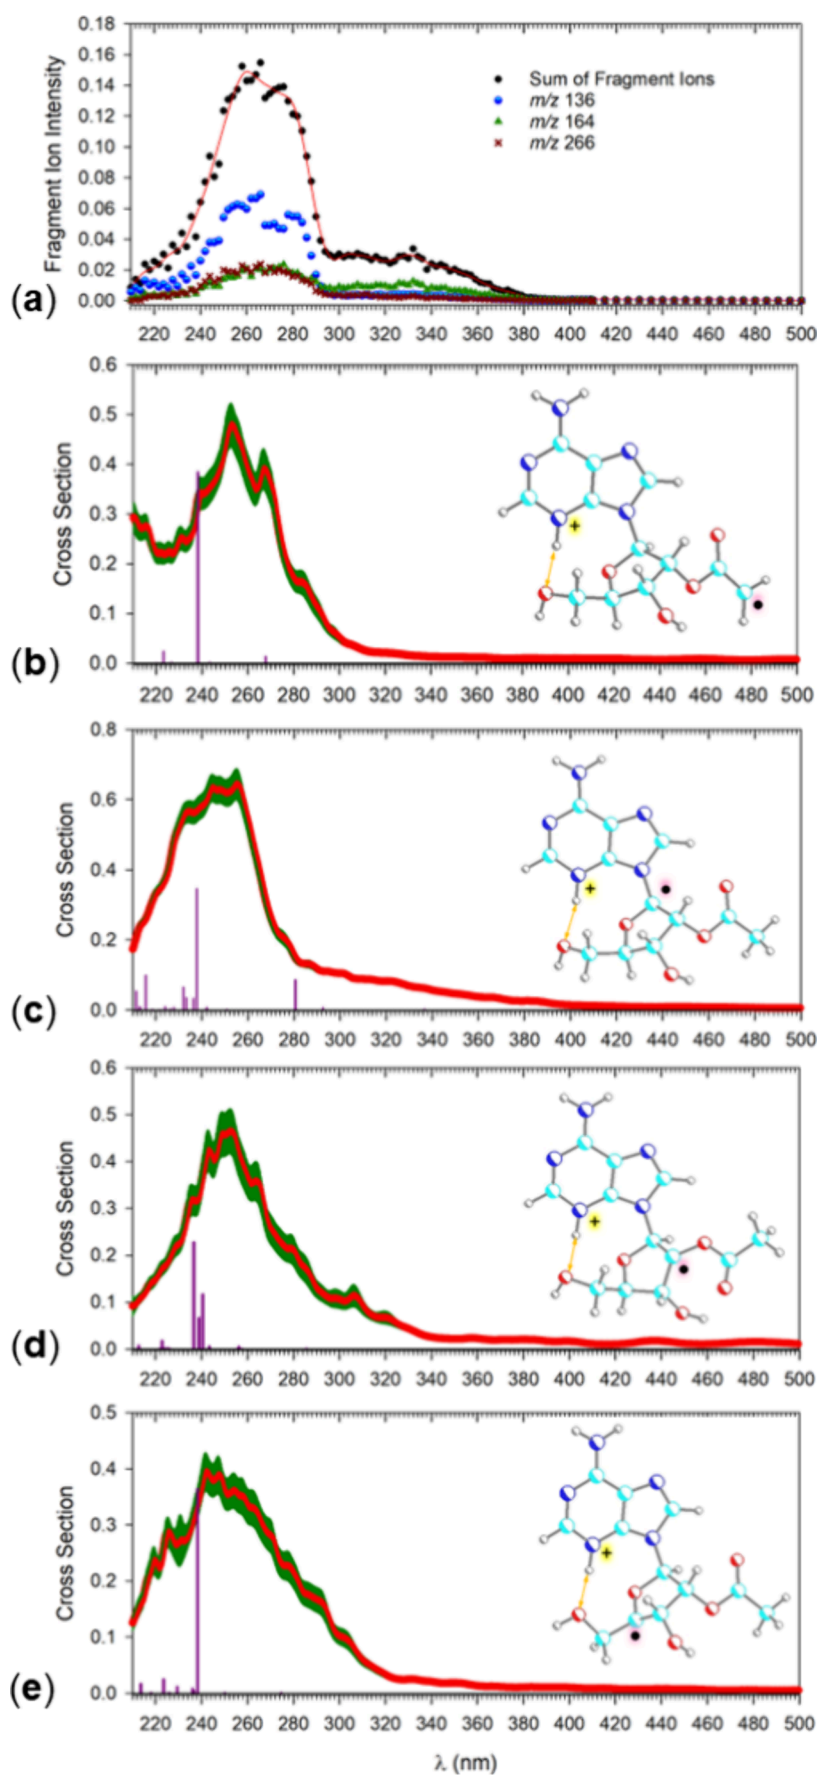 0.18
0.16
0.14
0.12
0.10
0.08
0.06
0.04
0.02
0.00
Fragment Ion Intensity
Sum of Fragment Ions
m/z 136
m/z 164
m/z 266
(a)
220 240 260 280 300 320 340 360 380 400 420 440 460 480 500
0.6
0.5
0.4
0.3
0.2
0.1
0.0
Cross Section
+
(b)
220 240 260 280 300 320 340 360 380 400 420 440 460 480 500
0.8
0.6
0.4
0.2
0.0
Cross Section
+
(c)
220 240 260 280 300 320 340 360 380 400 420 440 460 480 500
0.6
0.5
0.4
0.3
0.2
0.1
0.0
Cross Section
+
(d)
220 240 260 280 300 320 340 360 380 400 420 440 460 480 500
0.5
0.4
0.3
0.2
0.1
0.0
Cross Section
+
(e)
220 240 260 280 300 320 340 360 380 400 420 440 460 480 500
λ (nm)